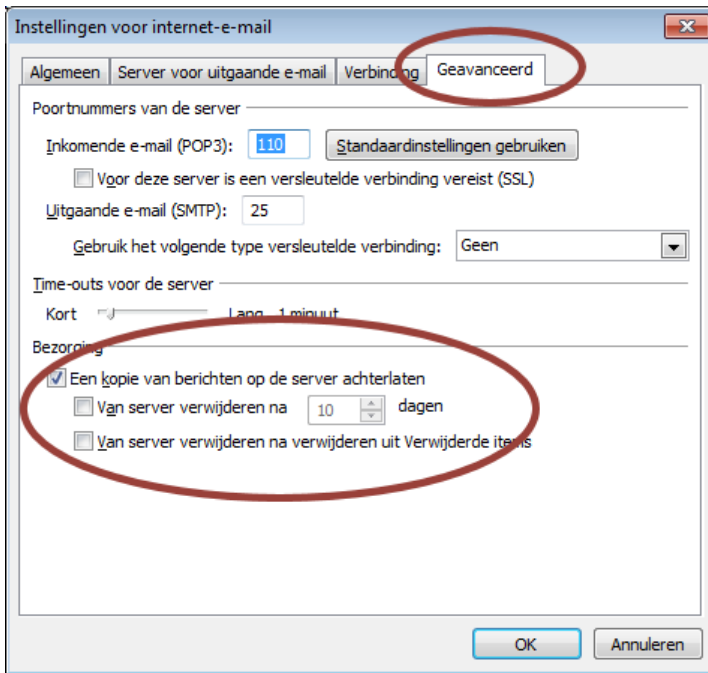 Instellingen voor internet-e-mail
Algemeen Server voor uitgaande e-mail Verbinding Geavanceerd
Poortnummers van de server
Inkomende e-mail (POP3): 110 Standaardinstellingen gebruiken
Voor deze server is een versleutelde verbinding vereist (SSL)
Uitgaande e-mail (SMTP): 25
Gebruik het volgende type versleutelde verbinding: Geen
Time-outs voor de server
Kort Lang 1 minuut
Bezorging
Een kopie van berichten op de server achterlaten
Van server verwijderen na 10 dagen
Van server verwijderen na verwijderen uit Verwijderde items
OK Annuleren